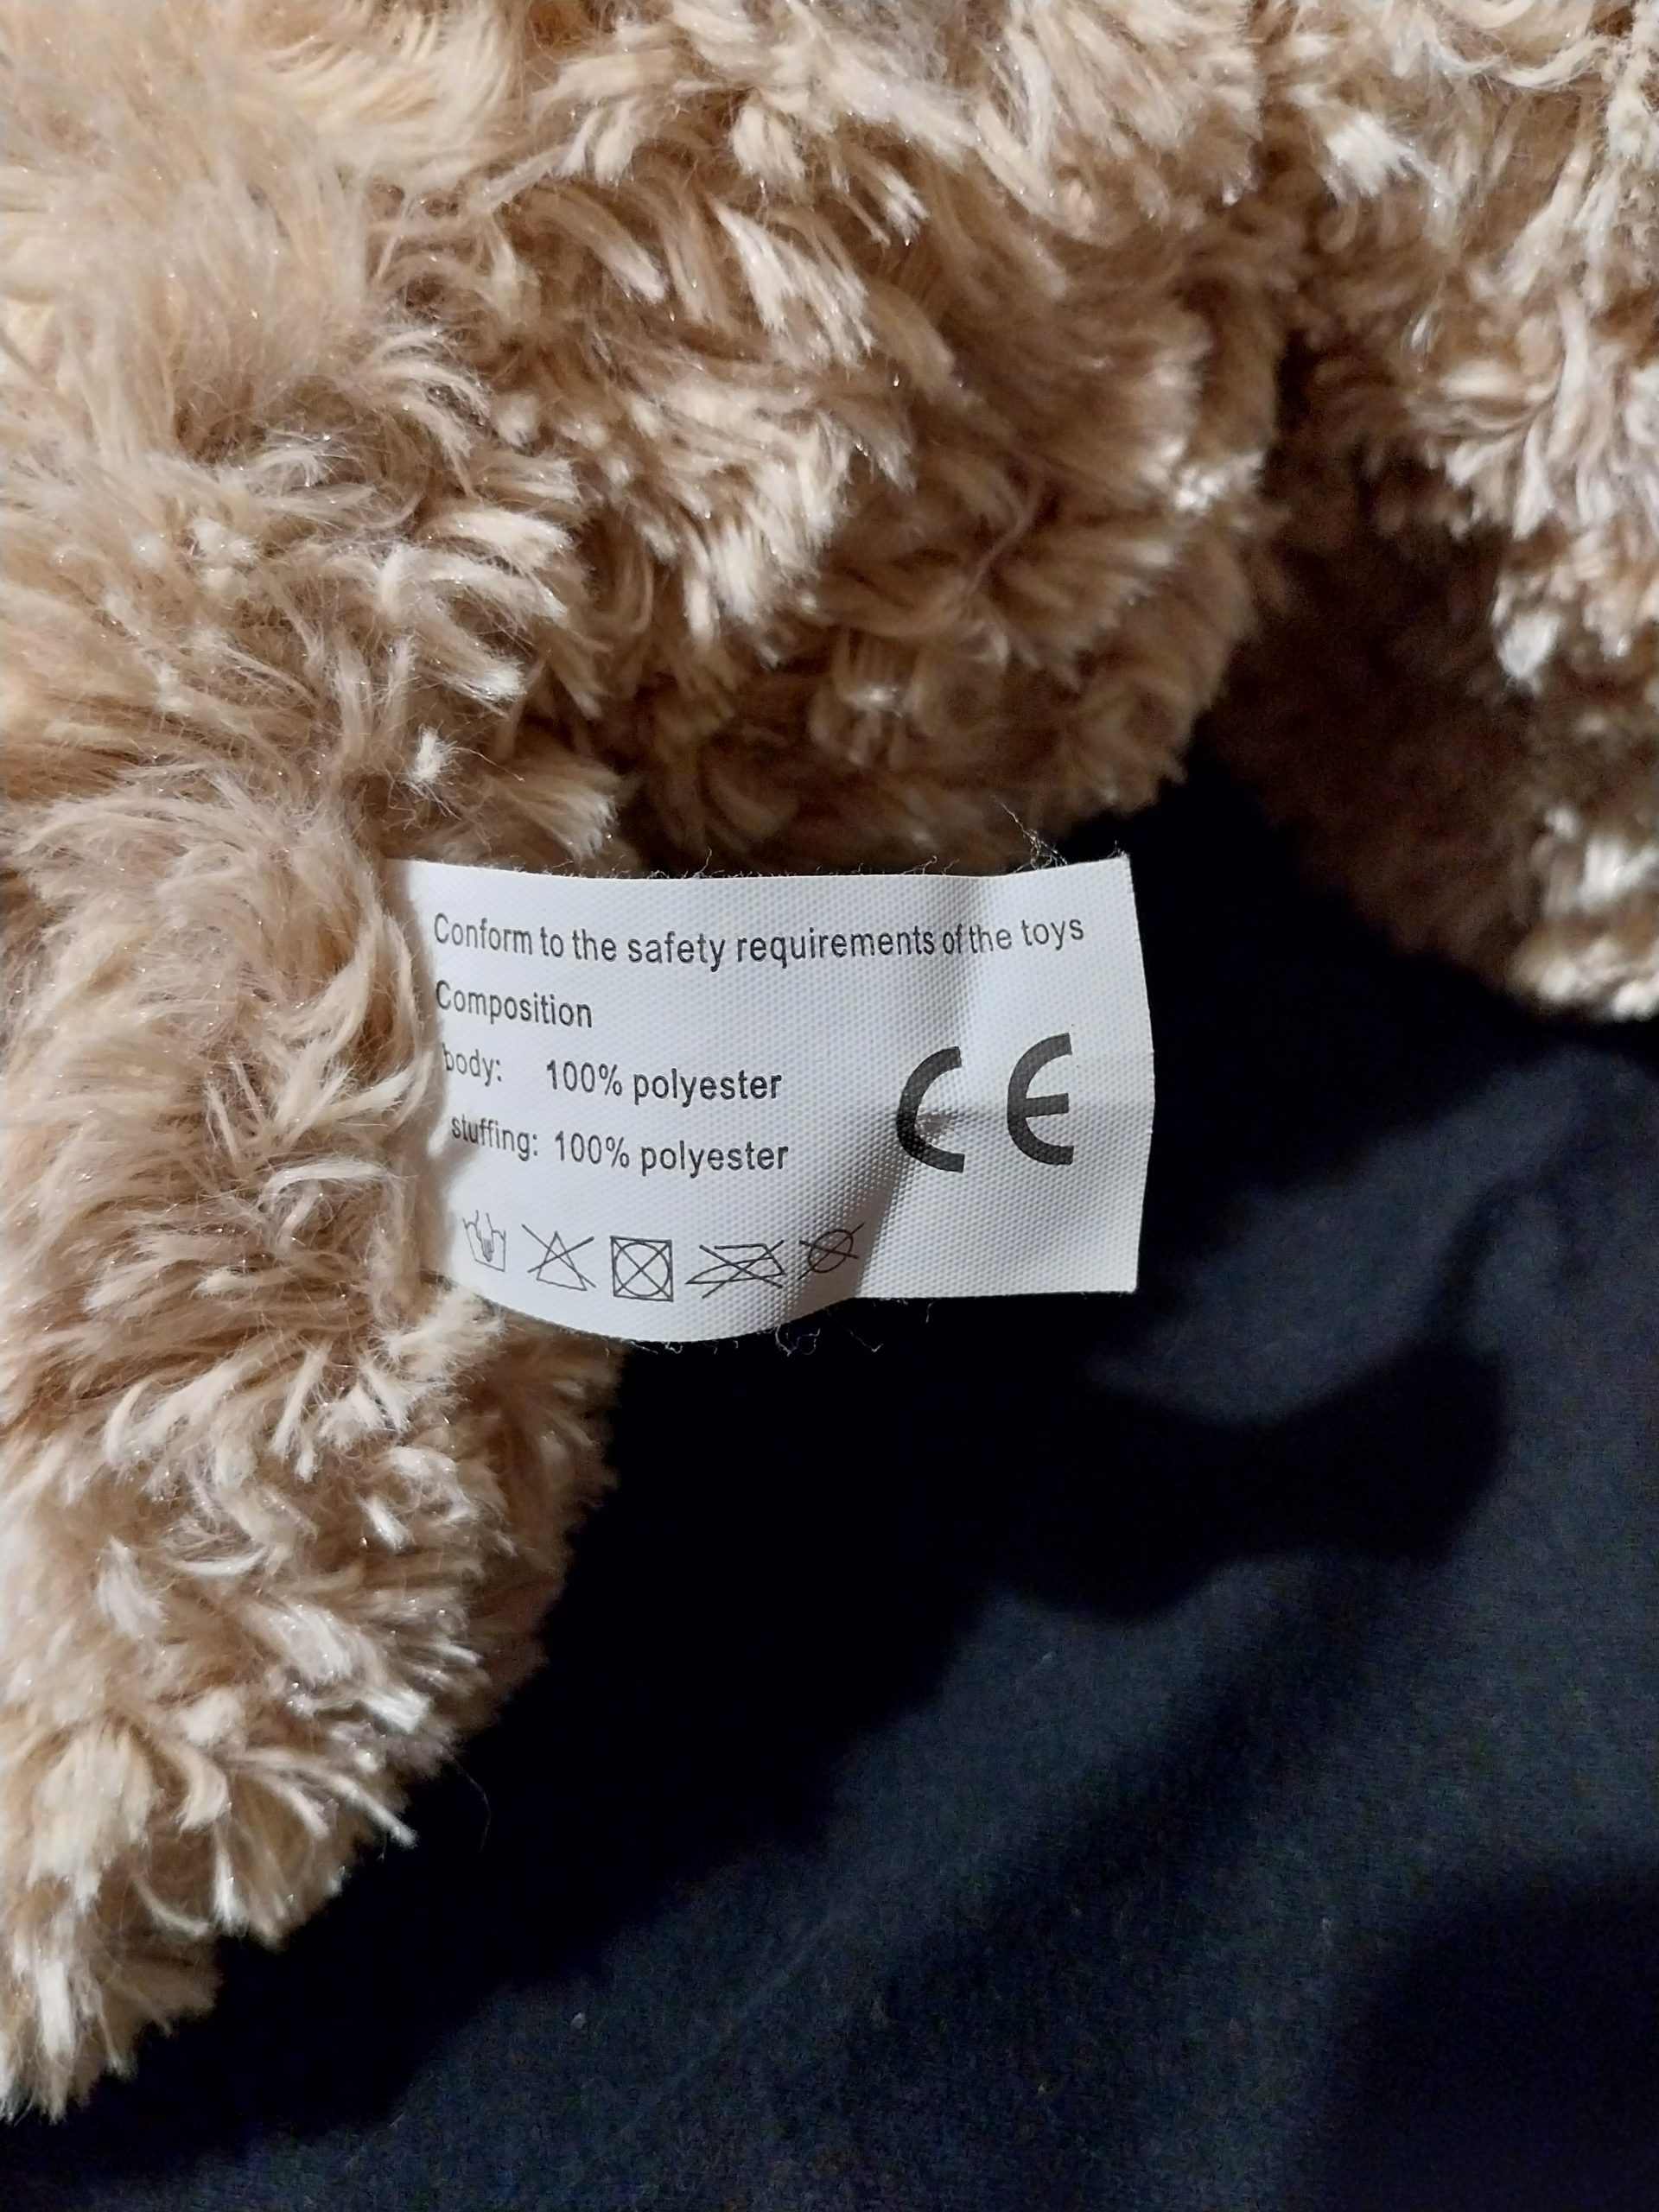 Conform to the safety requirements of the toys
Composition
body: 100% polyester
stuffing: 100% polyester
CE